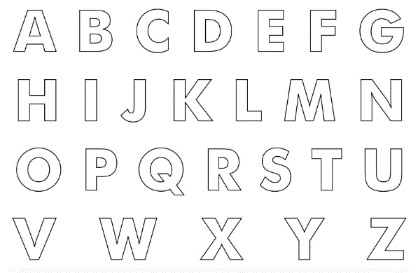 A B C D E F G
H I J K L M N
O P Q R S T U
V W X Y Z